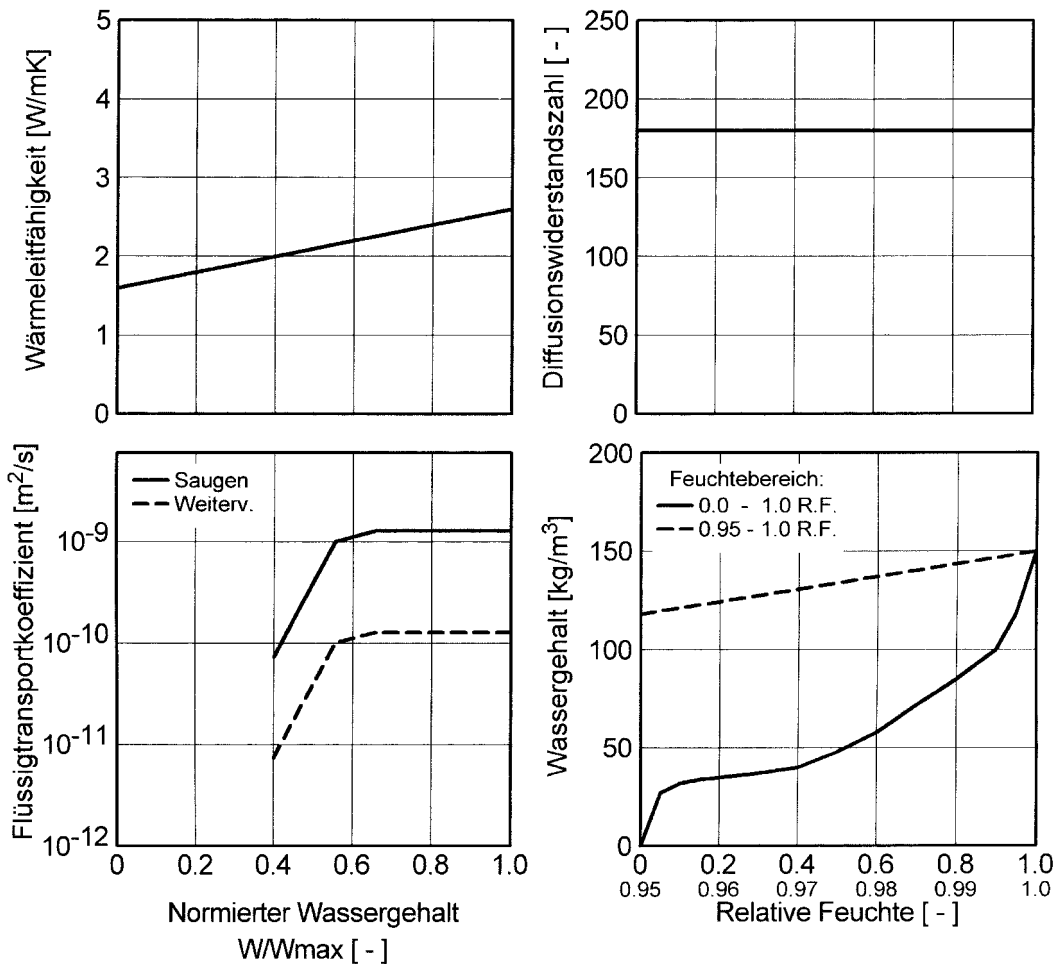 Wärmeleitfähigkeit [W/mK]
5
4
3
2
1
0
Diffusionswiderstandszahl [ - ]
250
200
150
100
50
0
Flüssigtransportkoeffizient [m²/s]
Saugen
Weiterv.
10⁻⁹
10⁻¹⁰
10⁻¹¹
10⁻¹²
0 0.2 0.4 0.6 0.8 1.0
Normierter Wassergehalt
W/Wmax [ - ]
Wassergehalt [kg/m³]
200
150
100
50
0
Feuchtebereich:
0.0 - 1.0 R.F.
0.95 - 1.0 R.F.
0 0.2 0.4 0.6 0.8 1.0
0.95 0.96 0.97 0.98 0.99 1.0
Relative Feuchte [ - ]